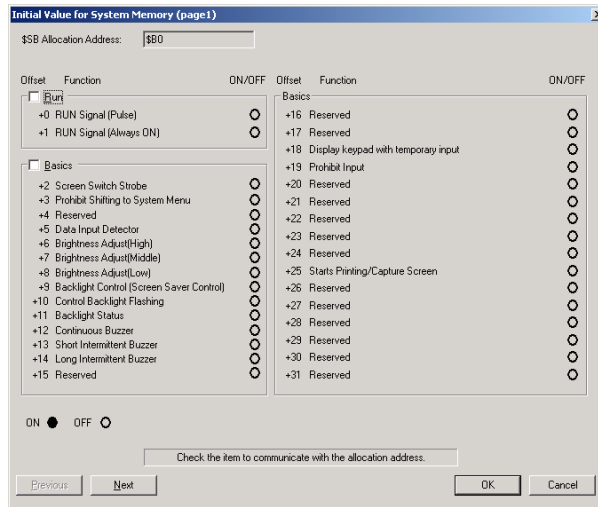 Initial Value for System Memory (page1)
$SB Allocation Address: $B0
Offset Function ON/OFF Offset Function ON/OFF
Run
+0 RUN Signal (Pulse)
+1 RUN Signal (Always ON)
Basics
+2 Screen Switch Strobe
+3 Prohibit Shifting to System Menu
+4 Reserved
+5 Data Input Detector
+6 Brightness Adjust(High)
+7 Brightness Adjust(Middle)
+8 Brightness Adjust(Low)
+9 Backlight Control (Screen Saver Control)
+10 Control Backlight Flashing
+11 Backlight Status
+12 Continuous Buzzer
+13 Short Intermittent Buzzer
+14 Long Intermittent Buzzer
+15 Reserved
Basics
+16 Reserved
+17 Reserved
+18 Display keypad with temporary input
+19 Prohibit Input
+20 Reserved
+21 Reserved
+22 Reserved
+23 Reserved
+24 Reserved
+25 Starts Printing/Capture Screen
+26 Reserved
+27 Reserved
+28 Reserved
+29 Reserved
+30 Reserved
+31 Reserved
ON OFF
Check the item to communicate with the allocation address.
Previous Next OK Cancel